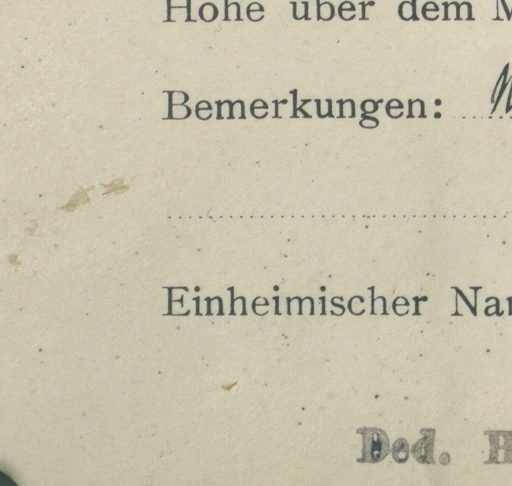 Höhe über dem
Bemerkungen:
Einheimischer
Ded.